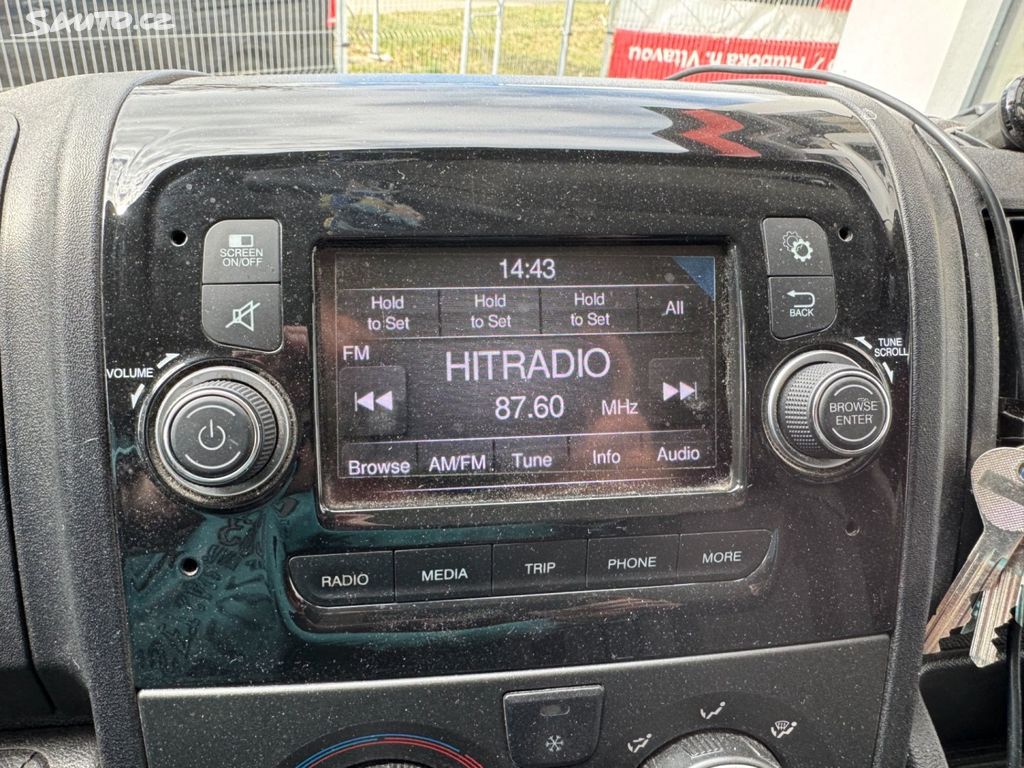 Sauto.cz
Hluboká n. Vltavou
SCREEN
ON/OFF
VOLUME
14:43
Hold
to Set
Hold
to Set
Hold
to Set
All
FM
HITRADIO
87.60 MHz
Browse
AM/FM
Tune
Info
Audio
BACK
TUNE
SCROLL
BROWSE
ENTER
RADIO
MEDIA
TRIP
PHONE
MORE